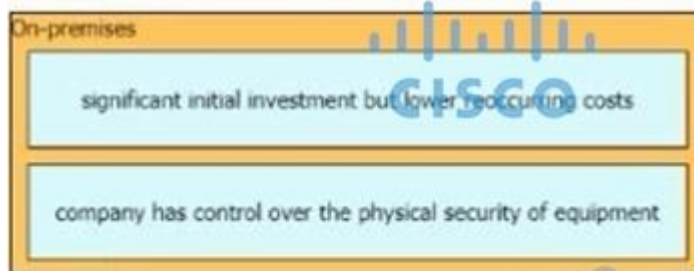 On-premises
CISCO
significant initial investment but lower reoccurring costs
company has control over the physical security of equipment